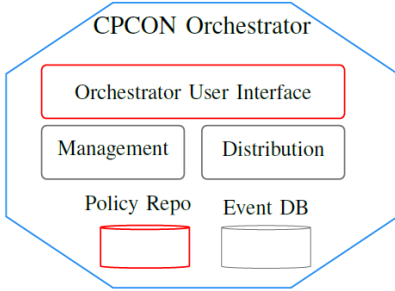 CPCON Orchestrator
Orchestrator User Interface
Management
Distribution
Policy Repo
Event DB